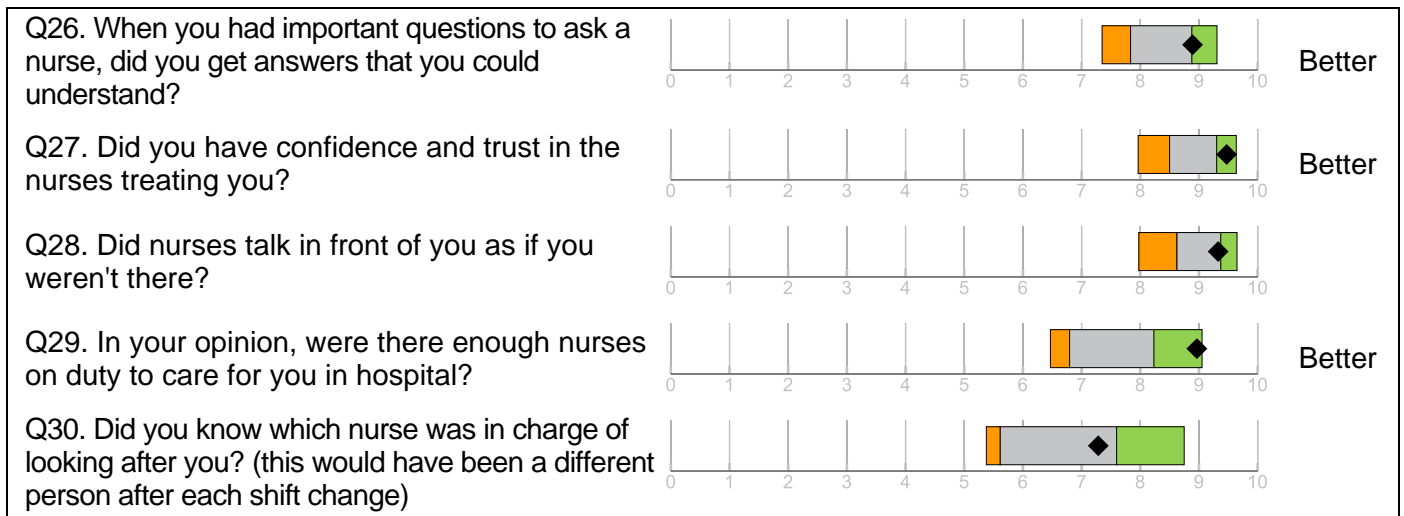 Q26. When you had important questions to ask a
nurse, did you get answers that you could
understand?
0 1 2 3 4 5 6 7 8 9 10
Better
Q27. Did you have confidence and trust in the
nurses treating you?
0 1 2 3 4 5 6 7 8 9 10
Better
Q28. Did nurses talk in front of you as if you
weren't there?
0 1 2 3 4 5 6 7 8 9 10
Q29. In your opinion, were there enough nurses
on duty to care for you in hospital?
0 1 2 3 4 5 6 7 8 9 10
Better
Q30. Did you know which nurse was in charge of
looking after you? (this would have been a different
person after each shift change)
0 1 2 3 4 5 6 7 8 9 10